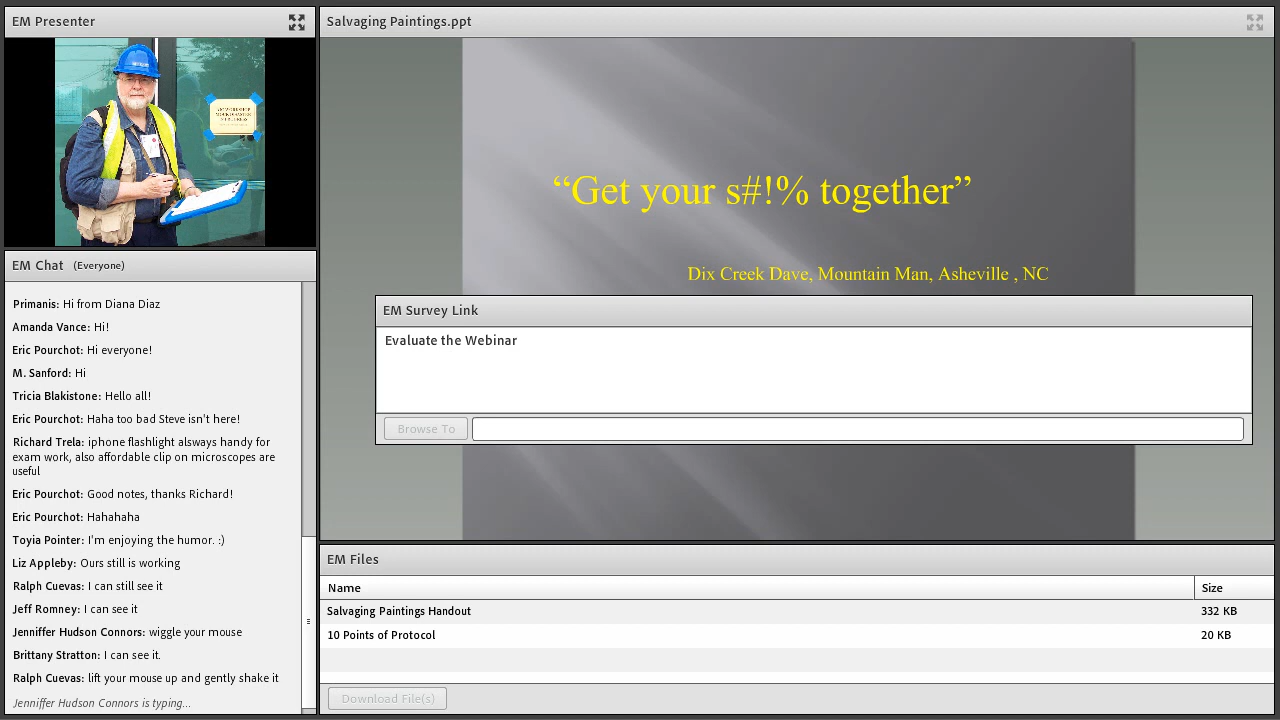 EM Presenter
EM Chat (Everyone)
Primanis: Hi from Diana Diaz
Amanda Vance: Hi!
Eric Pourchot: Hi everyone!
M. Sanford: Hi
Tricia Blakistone: Hello all!
Eric Pourchot: Haha too bad Steve isn't here!
Richard Trela: iphone flashlight alsways handy for
exam work, also affordable clip on microscopes are
useful
Eric Pourchot: Good notes, thanks Richard!
Eric Pourchot: Hahahaha
Toyia Pointer: I'm enjoying the humor. :)
Liz Appleby: Ours still is working
Ralph Cuevas: I can still see it
Jeff Romney: I can see it
Jenniffer Hudson Connors: wiggle your mouse
Brittany Stratton: I can see it.
Ralph Cuevas: lift your mouse up and gently shake it
Jenniffer Hudson Connors is typing...
Salvaging Paintings.ppt
“Get your s#!% together”
Dix Creek Dave, Mountain Man, Asheville , NC
EM Survey Link
Evaluate the Webinar
Browse To
EM Files
Name Size
Salvaging Paintings Handout 332 KB
10 Points of Protocol 20 KB
Download File(s)